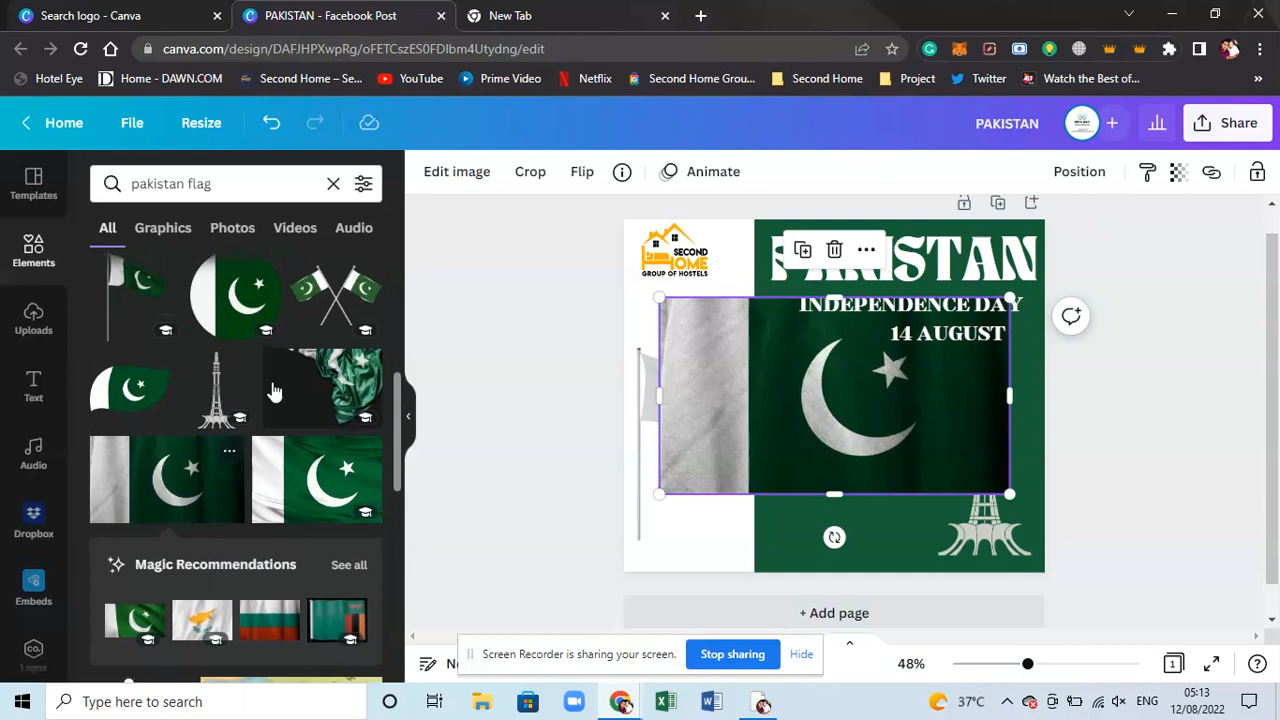 Search logo - Canva
PAKISTAN - Facebook Post
New Tab
canva.com/design/DAFJHPXwpRg/oFETCszES0FDIbm4Utydng/edit
Hotel Eye
Home - DAWN.COM
Second Home – Se...
YouTube
Prime Video
Netflix
Second Home Grou...
Second Home
Project
Twitter
Watch the Best of...
Home
File
Resize
PAKISTAN
Share
Templates
Elements
Uploads
Text
Audio
Dropbox
Embeds
Logos
pakistan flag
All
Graphics
Photos
Videos
Audio
Magic Recommendations
See all
Edit image
Crop
Flip
Animate
Position
SECOND
HOME
GROUP OF HOSTELS
PAKISTAN
INDEPENDENCE DAY
14 AUGUST
+ Add page
Screen Recorder is sharing your screen.
Stop sharing
Hide
48%
1
Type here to search
37°C
ENG
05:13
12/08/2022